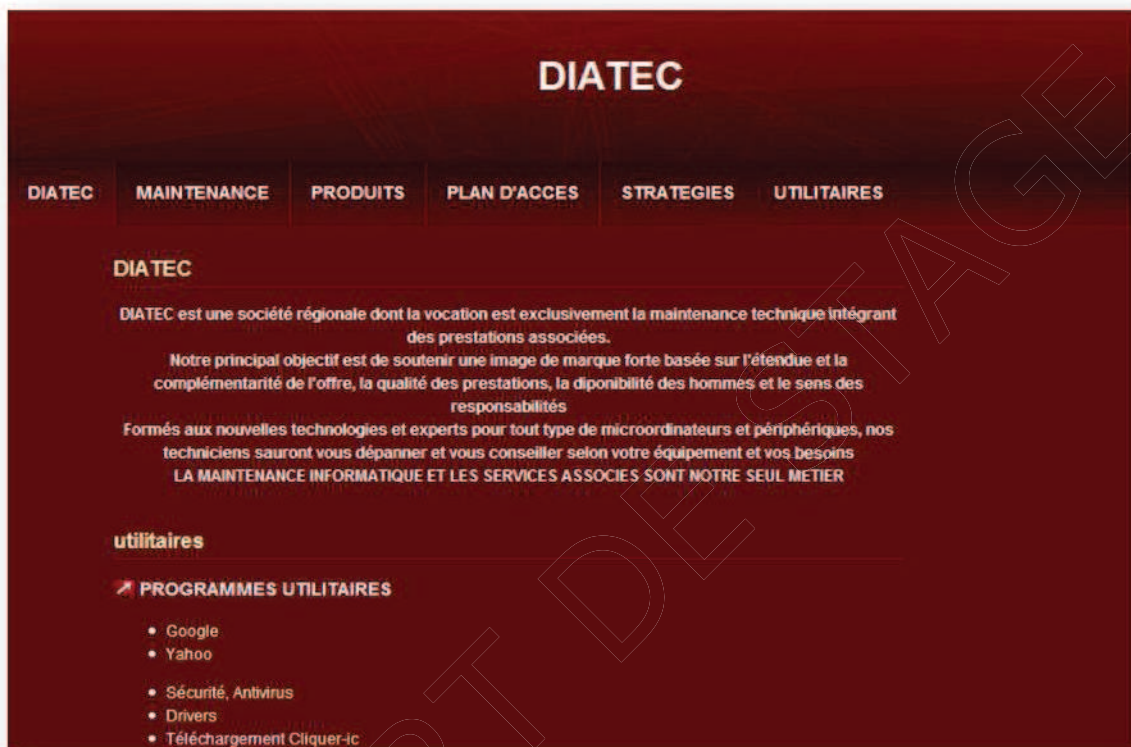 DIATEC
DIATEC MAINTENANCE PRODUITS PLAN D'ACCES STRATEGIES UTILITAIRES
DIATEC
DIATEC est une société régionale dont la vocation est exclusivement la maintenance technique intégrant
des prestations associées.
Notre principal objectif est de soutenir une image de marque forte basée sur l'étendue et la
complémentarité de l'offre, la qualité des prestations, la diponibilité des hommes et le sens des
responsabilités
Formés aux nouvelles technologies et experts pour tout type de microordinateurs et périphériques, nos
techniciens sauront vous dépanner et vous conseiller selon votre équipement et vos besoins
LA MAINTENANCE INFORMATIQUE ET LES SERVICES ASSOCIES SONT NOTRE SEUL METIER
utilitaires
PROGRAMMES UTILITAIRES
Google
Yahoo
Sécurité, Antivirus
Drivers
Téléchargement Cliquer-ic
RT DE STAGE